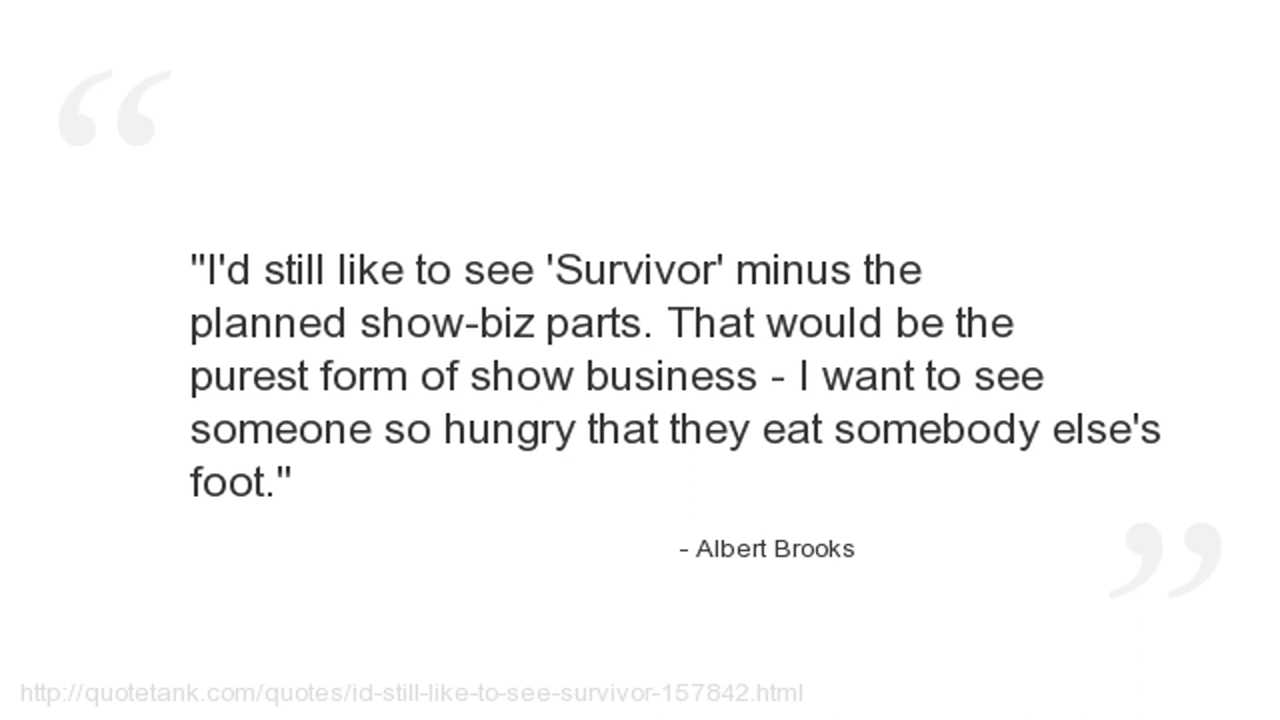 "I'd still like to see 'Survivor' minus the
planned show-biz parts. That would be the
purest form of show business - I want to see
someone so hungry that they eat somebody else's
foot."
- Albert Brooks
http://quotetank.com/quotes/id-still-like-to-see-survivor-157842.html